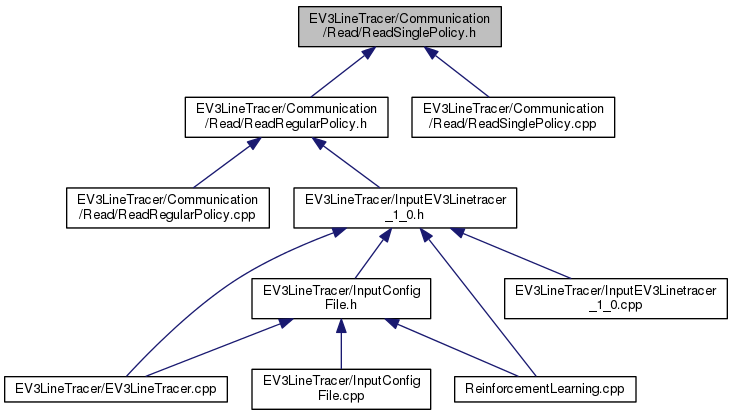 EV3LineTracer/Communication
/Read/ReadSinglePolicy.h
EV3LineTracer/Communication
/Read/ReadRegularPolicy.h
EV3LineTracer/Communication
/Read/ReadSinglePolicy.cpp
EV3LineTracer/Communication
/Read/ReadRegularPolicy.cpp
EV3LineTracer/InputEV3Linetracer
_1_0.h
EV3LineTracer/InputConfig
File.h
EV3LineTracer/InputEV3Linetracer
_1_0.cpp
EV3LineTracer/EV3LineTracer.cpp
EV3LineTracer/InputConfig
File.cpp
ReinforcementLearning.cpp